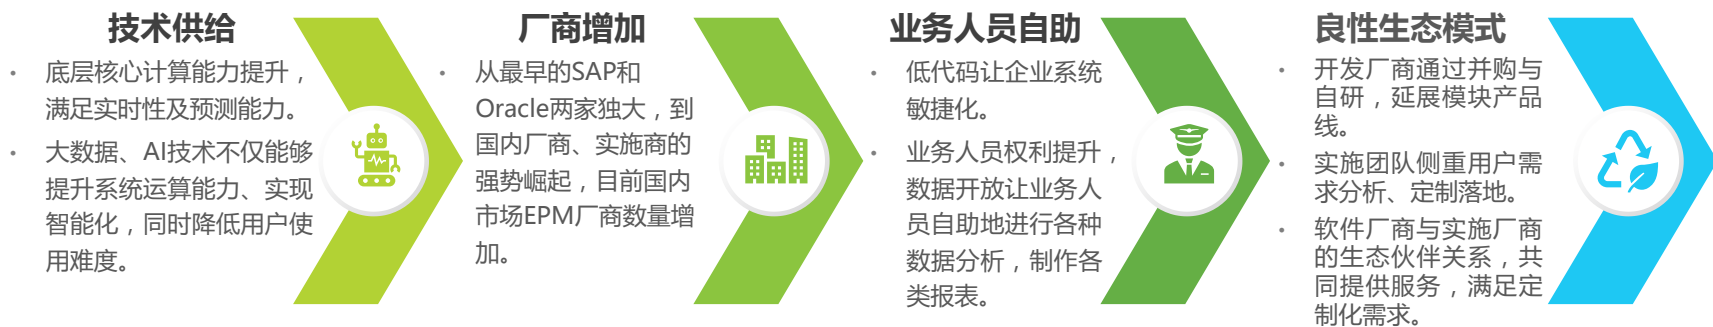 技术供给
• 底层核心计算能力提升，
满足实时性及预测能力。
• 大数据、AI技术不仅能够
提升系统运算能力、实现
智能化，同时降低用户使
用难度。
厂商增加
• 从最早的SAP和
Oracle两家独大，到
国内厂商、实施商的
强势崛起，目前国内
市场EPM厂商数量增
加。
业务人员自助
• 低代码让企业系统
敏捷化。
• 业务人员权利提升，
数据开放让业务人
员自助地进行各种
数据分析，制作各
类报表。
良性生态模式
• 开发厂商通过并购与
自研，延展模块产品
线。
• 实施团队侧重用户需
求分析、定制落地。
• 软件厂商与实施厂商
的生态伙伴关系，共
同提供服务，满足定
制化需求。